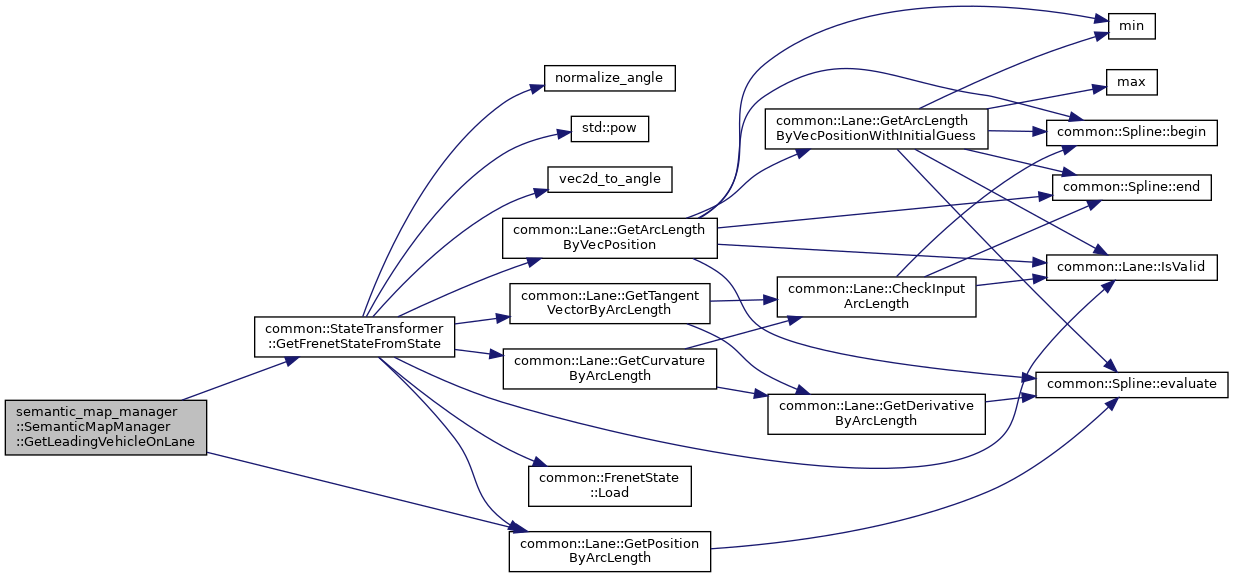 semantic_map_manager
::SemanticMapManager
::GetLeadingVehicleOnLane
common::StateTransformer
::GetFrenetStateFromState
normalize_angle
std::pow
vec2d_to_angle
common::Lane::GetArcLength
ByVecPosition
common::Lane::GetTangent
VectorByArcLength
common::Lane::GetCurvature
ByArcLength
common::FrenetState
::Load
common::Lane::GetPosition
ByArcLength
common::Lane::GetArcLength
ByVecPositionWithInitialGuess
common::Lane::CheckInput
ArcLength
common::Lane::GetDerivative
ByArcLength
min
max
common::Spline::begin
common::Spline::end
common::Lane::IsValid
common::Spline::evaluate